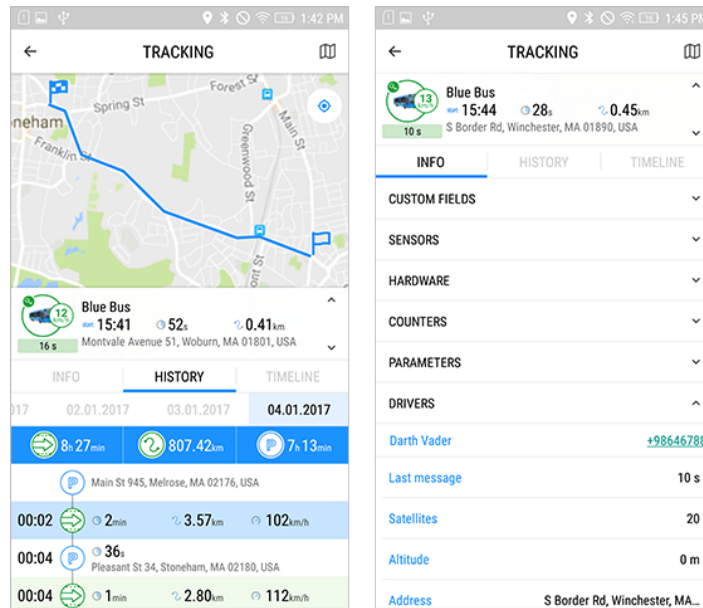 1:42 PM
TRACKING
Forest St
Spring St
Main St
neham
Franklin
Greenwood St
ont St
12
km/h
16 s
Blue Bus
start 15:41 52s 0.41km
Montvale Avenue 51, Woburn, MA 01801, USA
INFO HISTORY TIMELINE
017 02.01.2017 03.01.2017 04.01.2017
8h 27min 807.42km P 7h 13min
P Main St 945, Melrose, MA 02176, USA
00:02 2min 3.57km 102km/h
00:04 P 36s
Pleasant St 34, Stoneham, MA 02180, USA
00:04 1min 2.80km 112km/h
1:45 PM
TRACKING
13
km/h
10 s
Blue Bus
start 15:44 28s 0.45km
S Border Rd, Winchester, MA 01890, USA
INFO HISTORY TIMELINE
CUSTOM FIELDS
SENSORS
HARDWARE
COUNTERS
PARAMETERS
DRIVERS
Darth Vader +98646788
Last message 10 s
Satellites 20
Altitude 0 m
Address S Border Rd, Winchester, MA...